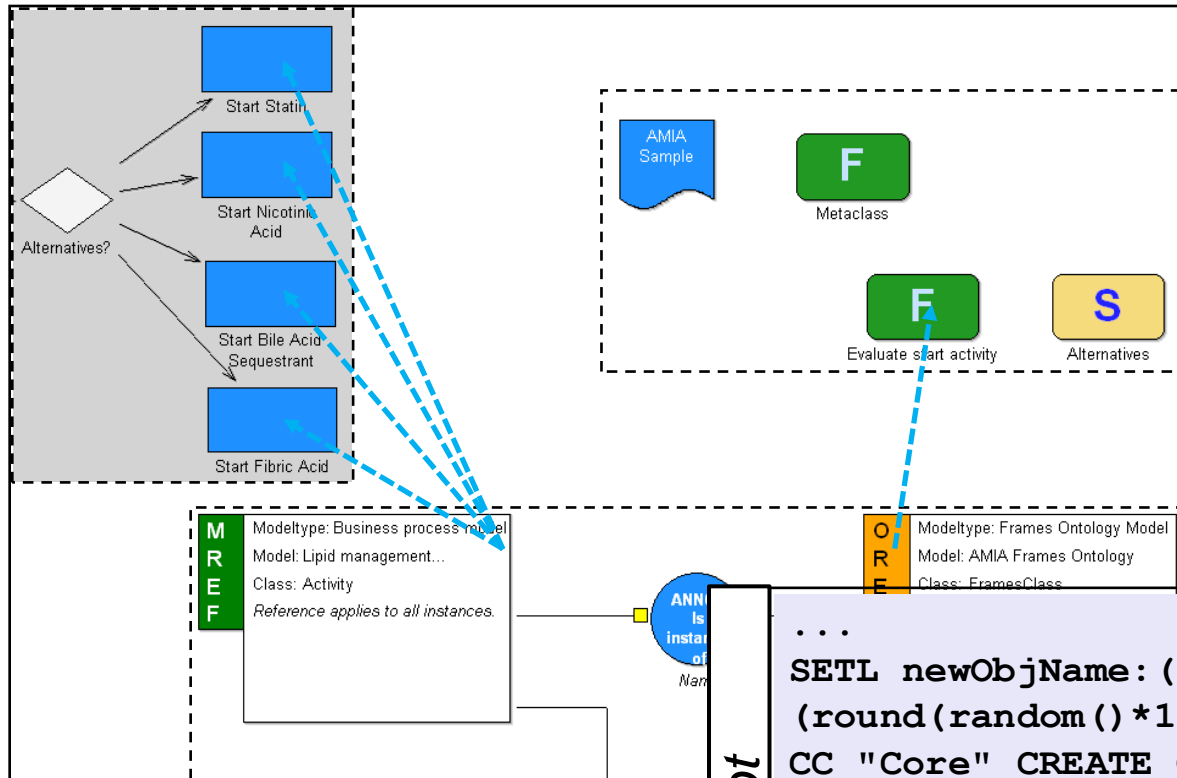 Start Statin
Start Nicotinic
Acid
Alternatives?
Start Bile Acid
Sequestrant
Start Fibric Acid
AMIA
Sample
F
Metaclass
F
Evaluate start activity
S
Alternatives
M
R
E
F
Modeltype: Business process model
Model: Lipid management...
Class: Activity
Reference applies to all instances.
Is
of
O
R
E
Modeltype: Frames Ontology Model
Model: AMIA Frames Ontology
Class: FramesClass
...
SETL newObjName:(
(round(random()*1
CC "Core" CREATE